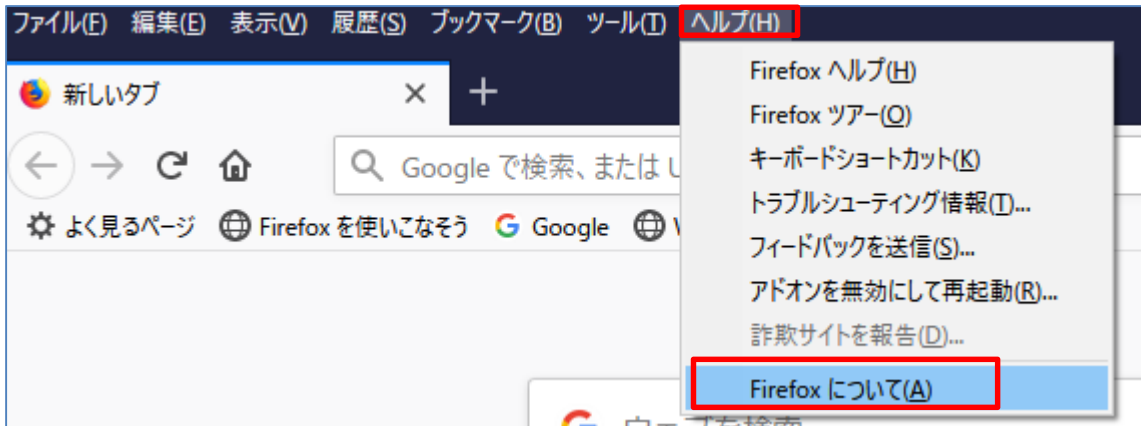 ファイル(F) 編集(E) 表示(V) 履歴(S) ブックマーク(B) ツール(T) ヘルプ(H)
新しいタブ
Google で検索、または U
よく見るページ Firefox を使いこなそう Google
Firefox ヘルプ(H)
Firefox ツアー(O)
キーボードショートカット(K)
トラブルシューティング情報(T)...
フィードバックを送信(S)...
アドオンを無効にして再起動(R)...
詐欺サイトを報告(D)...
Firefox について(A)